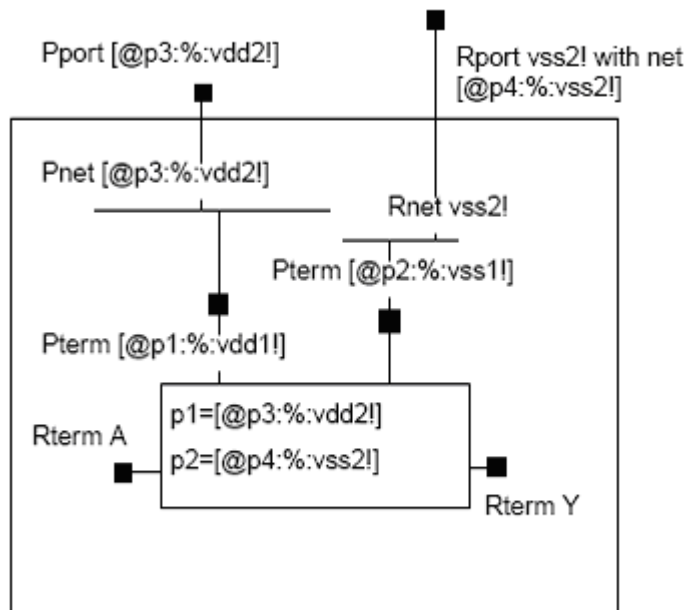 Pport [@p3:%:vdd2!]
Rport vss2! with net
[@p4:%:vss2!]
Pnet [@p3:%:vdd2!]
Rnet vss2!
Pterm [@p2:%:vss1!]
Pterm [@p1:%:vdd1!]
p1=[@p3:%:vdd2!]
p2=[@p4:%:vss2!]
Rterm A
Rterm Y